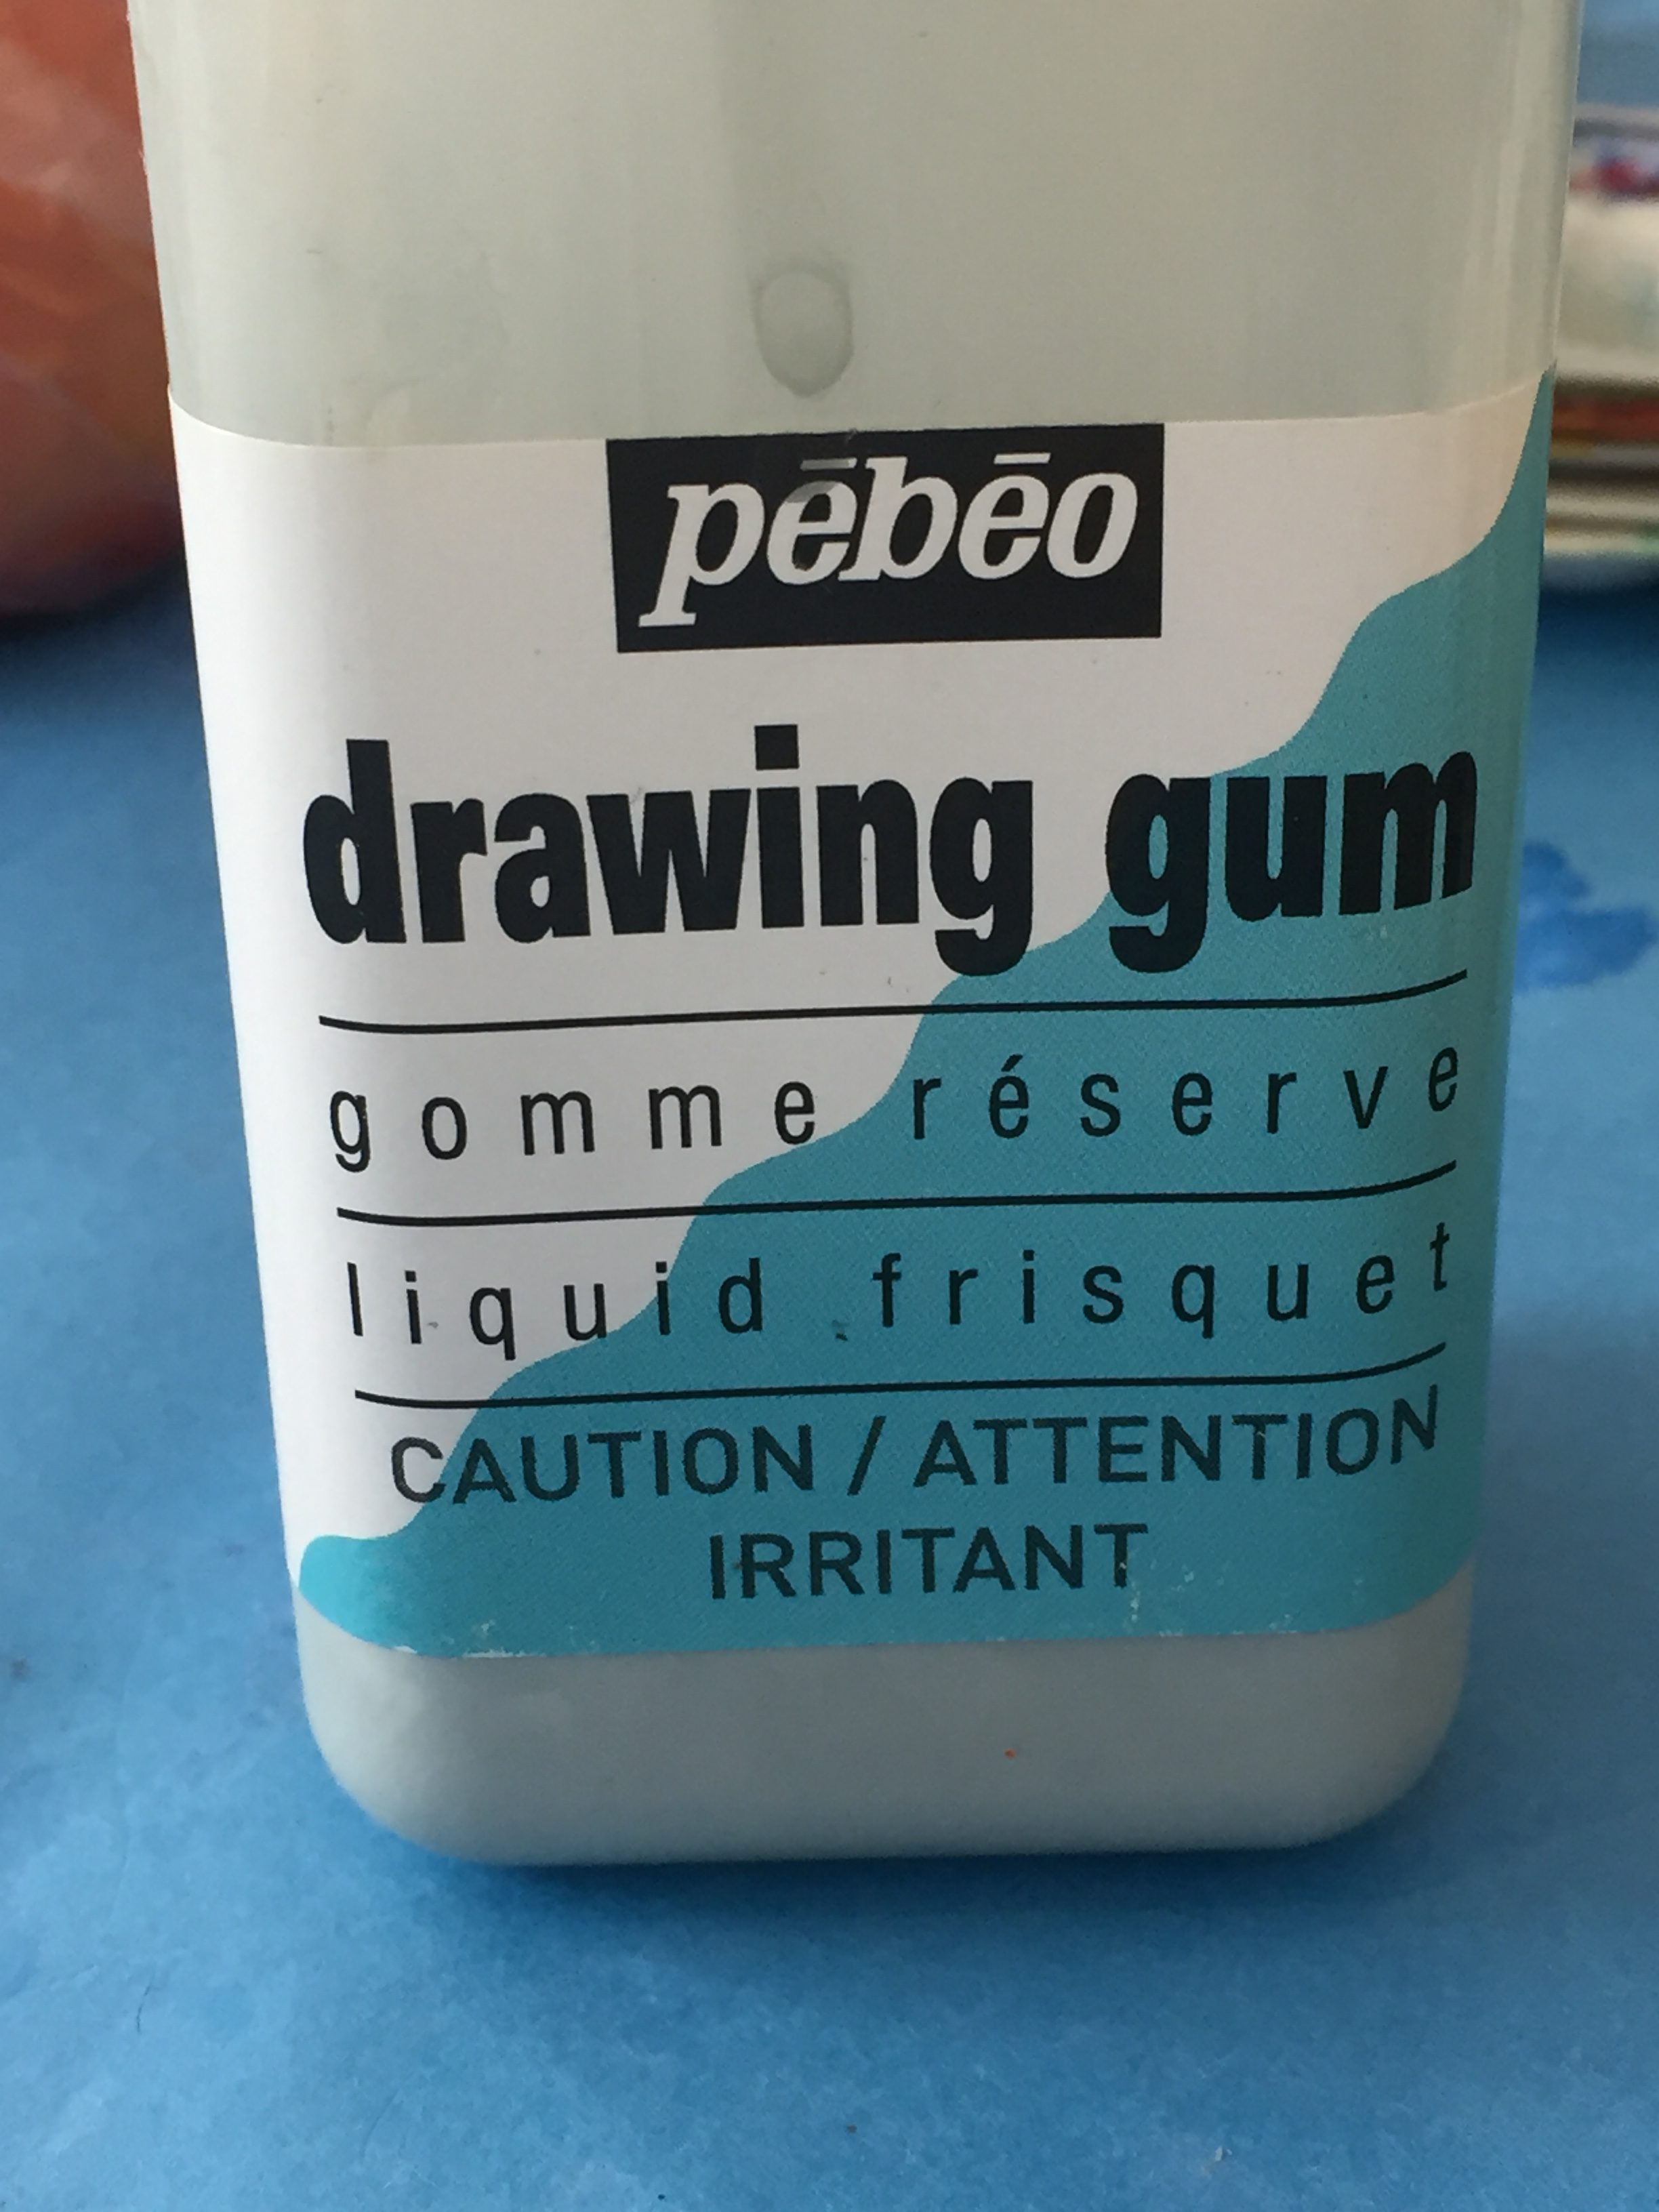 pēbēo
drawing gum
gomme réserve
liquid frisquet
CAUTION / ATTENTION
IRRITANT